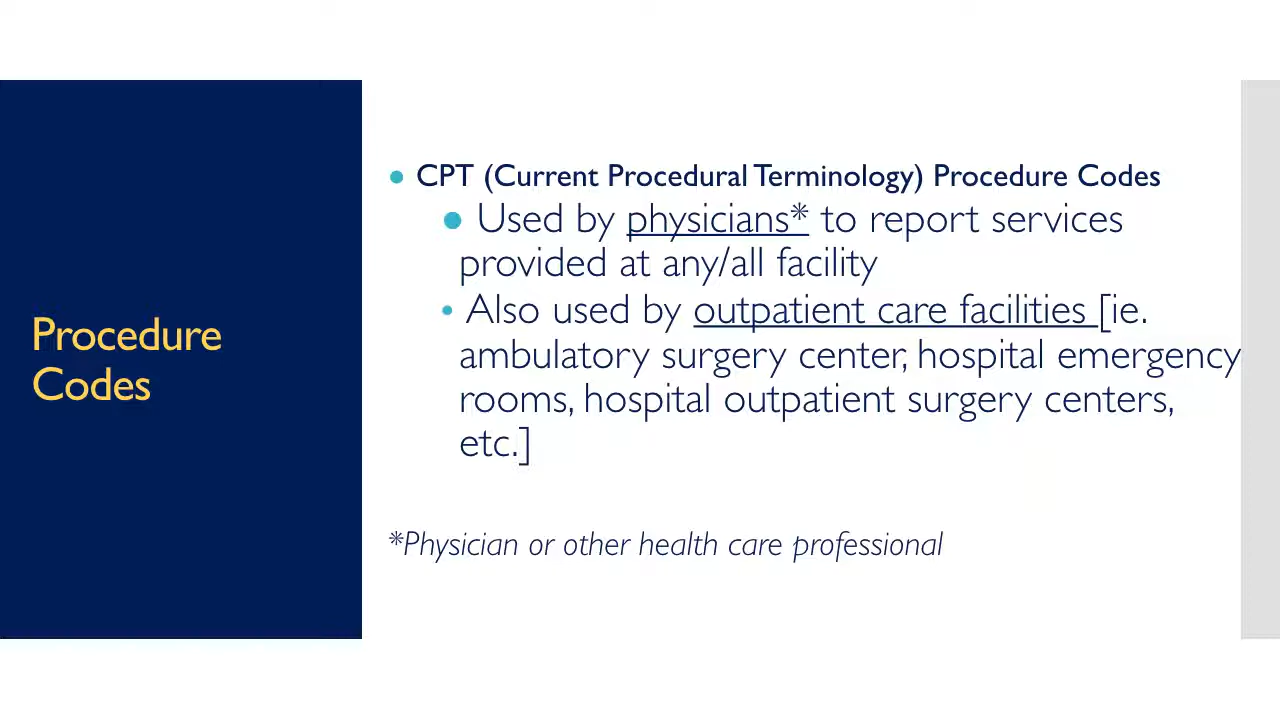 Procedure
Codes
• CPT (Current Procedural Terminology) Procedure Codes
• Used by physicians* to report services
provided at any/all facility
• Also used by outpatient care facilities [ie.
ambulatory surgery center, hospital emergency
rooms, hospital outpatient surgery centers,
etc.]
*Physician or other health care professional